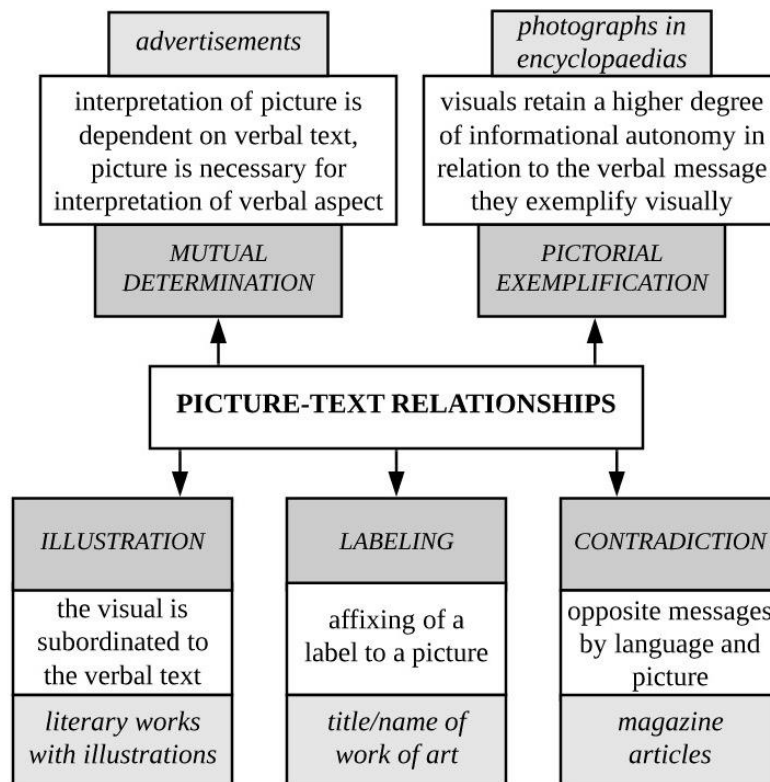 advertisements
interpretation of picture is
dependent on verbal text,
picture is necessary for
interpretation of verbal aspect
MUTUAL
DETERMINATION
photographs in
encyclopaedias
visuals retain a higher degree
of informational autonomy in
relation to the verbal message
they exemplify visually
PICTORIAL
EXEMPLIFICATION
PICTURE-TEXT RELATIONSHIPS
ILLUSTRATION
the visual is
subordinated to
the verbal text
literary works
with illustrations
LABELING
affixing of a
label to a picture
title/name of
work of art
CONTRADICTION
opposite messages
by language and
picture
magazine
articles